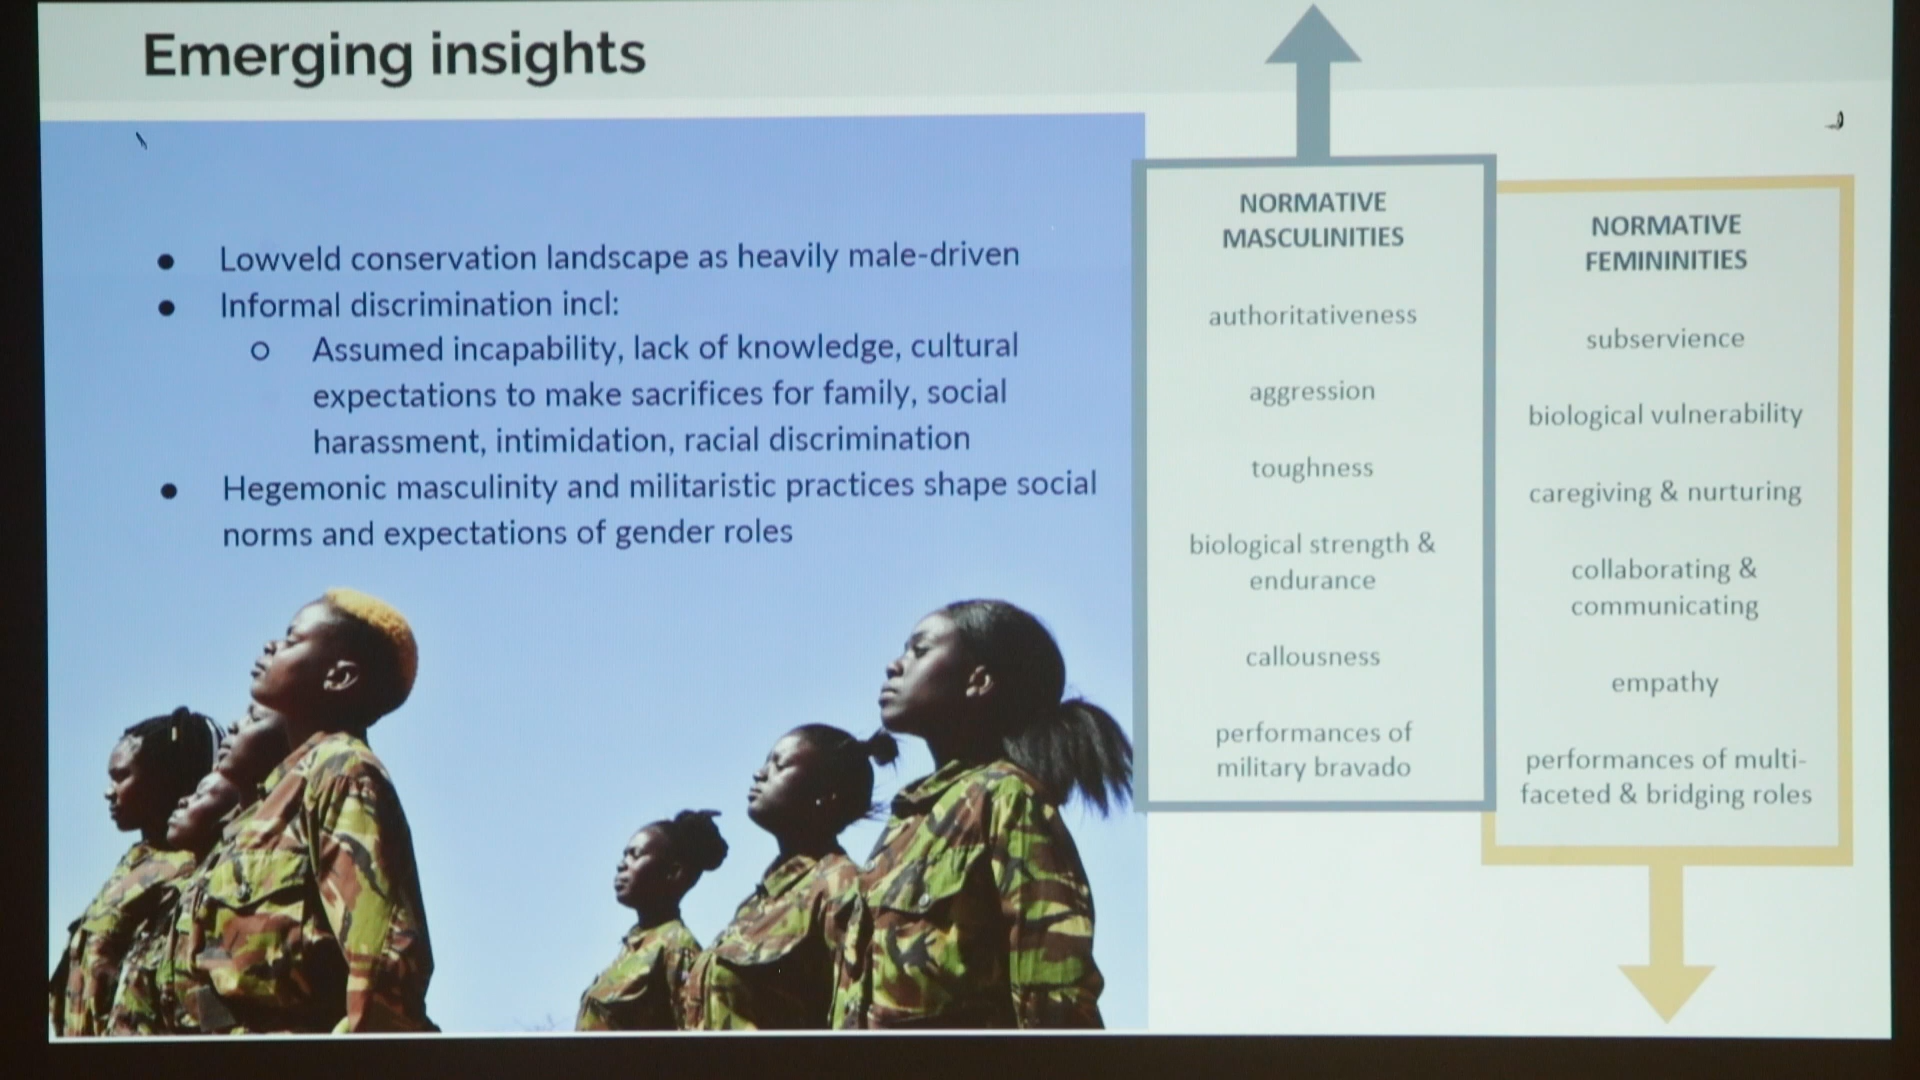 Emerging insights
● Lowveld conservation landscape as heavily male-driven
● Informal discrimination incl:
○ Assumed incapability, lack of knowledge, cultural
expectations to make sacrifices for family, social
harassment, intimidation, racial discrimination
● Hegemonic masculinity and militaristic practices shape social
norms and expectations of gender roles
NORMATIVE
MASCULINITIES
authoritativeness
aggression
toughness
biological strength &
endurance
callousness
performances of
military bravado
NORMATIVE
FEMININITIES
subservience
biological vulnerability
caregiving & nurturing
collaborating &
communicating
empathy
performances of multi-
faceted & bridging roles